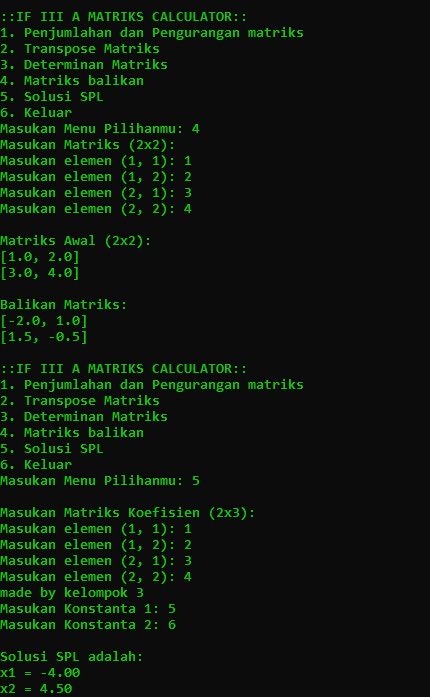 ::IF III A MATRIKS CALCULATOR::
1. Penjumlahan dan Pengurangan matriks
2. Transpose Matriks
3. Determinan Matriks
4. Matriks balikan
5. Solusi SPL
6. Keluar
Masukan Menu Pilihanmu: 4
Masukan Matriks (2x2):
Masukan elemen (1, 1): 1
Masukan elemen (1, 2): 2
Masukan elemen (2, 1): 3
Masukan elemen (2, 2): 4
Matriks Awal (2x2):
[1.0, 2.0]
[3.0, 4.0]
Balikan Matriks:
[-2.0, 1.0]
[1.5, -0.5]
::IF III A MATRIKS CALCULATOR::
1. Penjumlahan dan Pengurangan matriks
2. Transpose Matriks
3. Determinan Matriks
4. Matriks balikan
5. Solusi SPL
6. Keluar
Masukan Menu Pilihanmu: 5
Masukan Matriks Koefisien (2x3):
Masukan elemen (1, 1): 1
Masukan elemen (1, 2): 2
Masukan elemen (2, 1): 3
Masukan elemen (2, 2): 4
made by kelompok 3
Masukan Konstanta 1: 5
Masukan Konstanta 2: 6
Solusi SPL adalah:
x1 = -4.00
x2 = 4.50